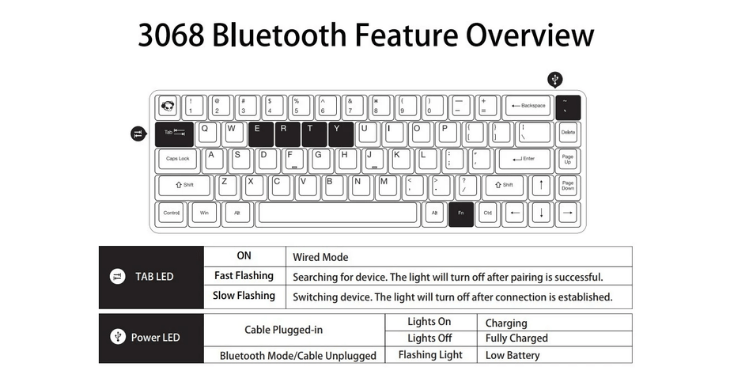 3068 Bluetooth Feature Overview
! @ # $ % ^ & * ( ) — +
1 2 3 4 5 6 7 8 9 0 - = ← Backspace
Tab Q W E R T Y U I O P { } | Delete
[ ] \
Caps Lock A S D F G H J K L : " ← Enter Page Up
; '
⇧ Shift Z X C V B N M < > ? ⇧ Shift ↑ Page Down
, . /
Control Win Alt Alt Fn Ctrl ← ↓ →
TAB LED
ON Wired Mode
Fast Flashing Searching for device. The light will turn off after pairing is successful.
Slow Flashing Switching device. The light will turn off after connection is established.
Power LED
Cable Plugged-in Lights On Charging
Lights Off Fully Charged
Bluetooth Mode/Cable Unplugged Flashing Light Low Battery